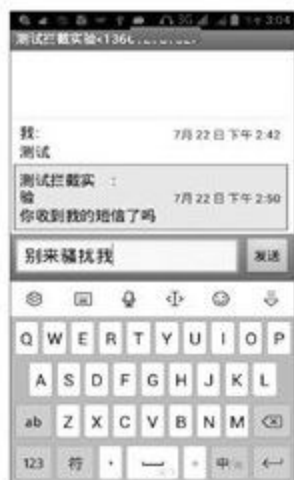 3G 3:04
测试拦截实验<136
我:
7月22日下午2:42
测试
测试拦截实 :
验
7月22日下午2:50
你收到我的短信了吗
别来骚扰我
发送
Q W E R T Y U I O P
A S D F G H J K L
ab Z X C V B N M
123 符 中